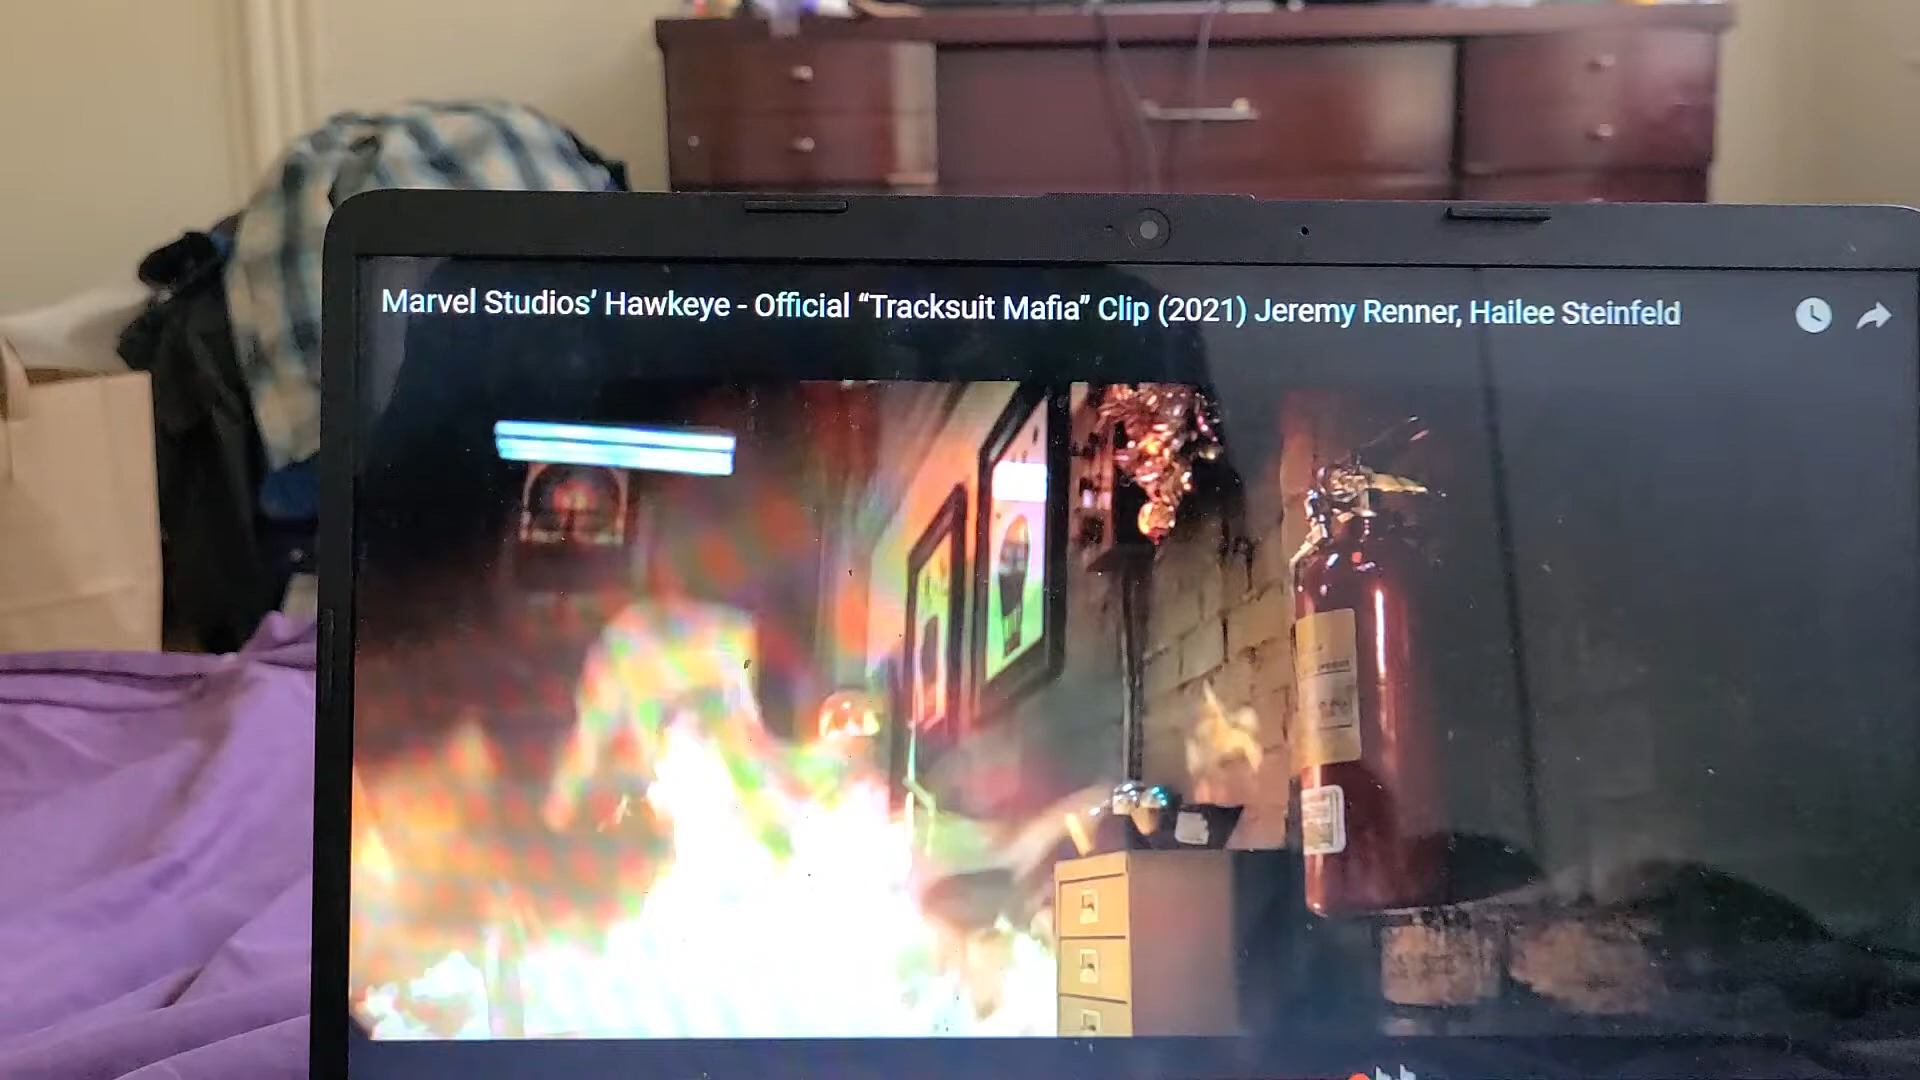 Marvel Studios’ Hawkeye - Official “Tracksuit Mafia” Clip (2021) Jeremy Renner, Hailee Steinfeld